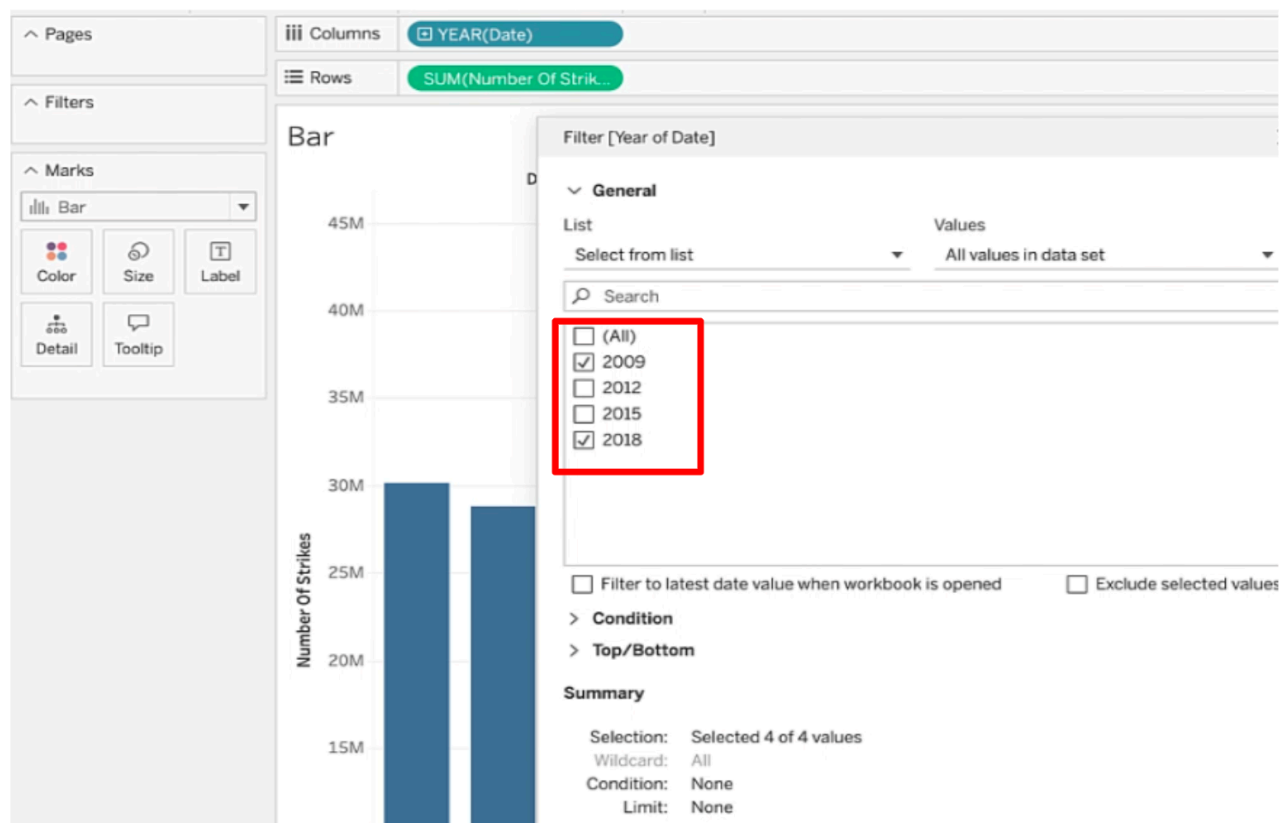 Pages
Columns
YEAR(Date)
Rows
SUM(Number Of Strik...
Filters
Marks
Bar
Color
Size
Label
Detail
Tooltip
Bar
D
45M
40M
35M
30M
25M
20M
15M
Number Of Strikes
Filter [Year of Date]
General
List
Values
Select from list
All values in data set
Search
(All)
2009
2012
2015
2018
Filter to latest date value when workbook is opened
Exclude selected values
Condition
Top/Bottom
Summary
Selection: Selected 4 of 4 values
Wildcard: All
Condition: None
Limit: None